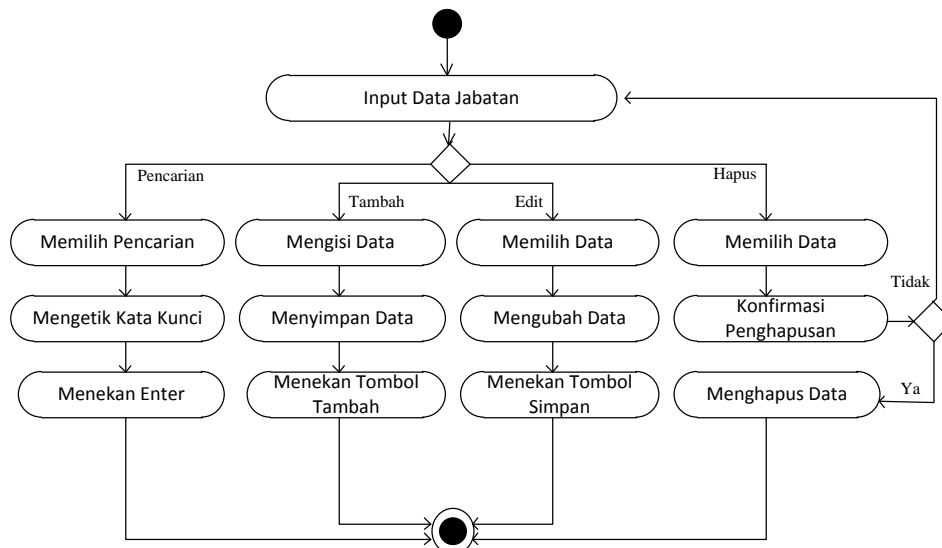 Input Data Jabatan
Pencarian
Hapus
Tambah
Edit
Memilih Pencarian
Mengisi Data
Memilih Data
Memilih Data
Tidak
Mengetik Kata Kunci
Menyimpan Data
Mengubah Data
Konfirmasi
Penghapusan
Menekan Enter
Menekan Tombol
Tambah
Menekan Tombol
Simpan
Menghapus Data
Ya